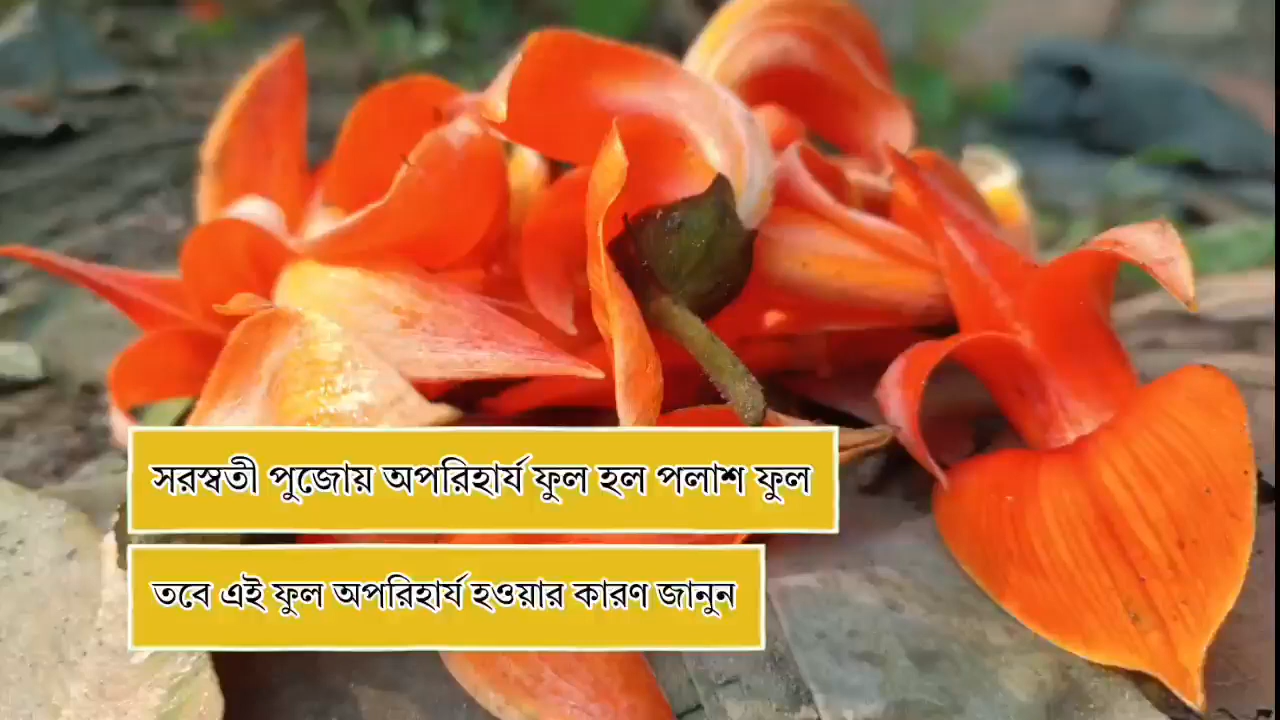 সরস্বতী পুজোয় অপরিহার্য ফুল হল পলাশ ফুল
তবে এই ফুল অপরিহার্য হওয়ার কারণ জানুন